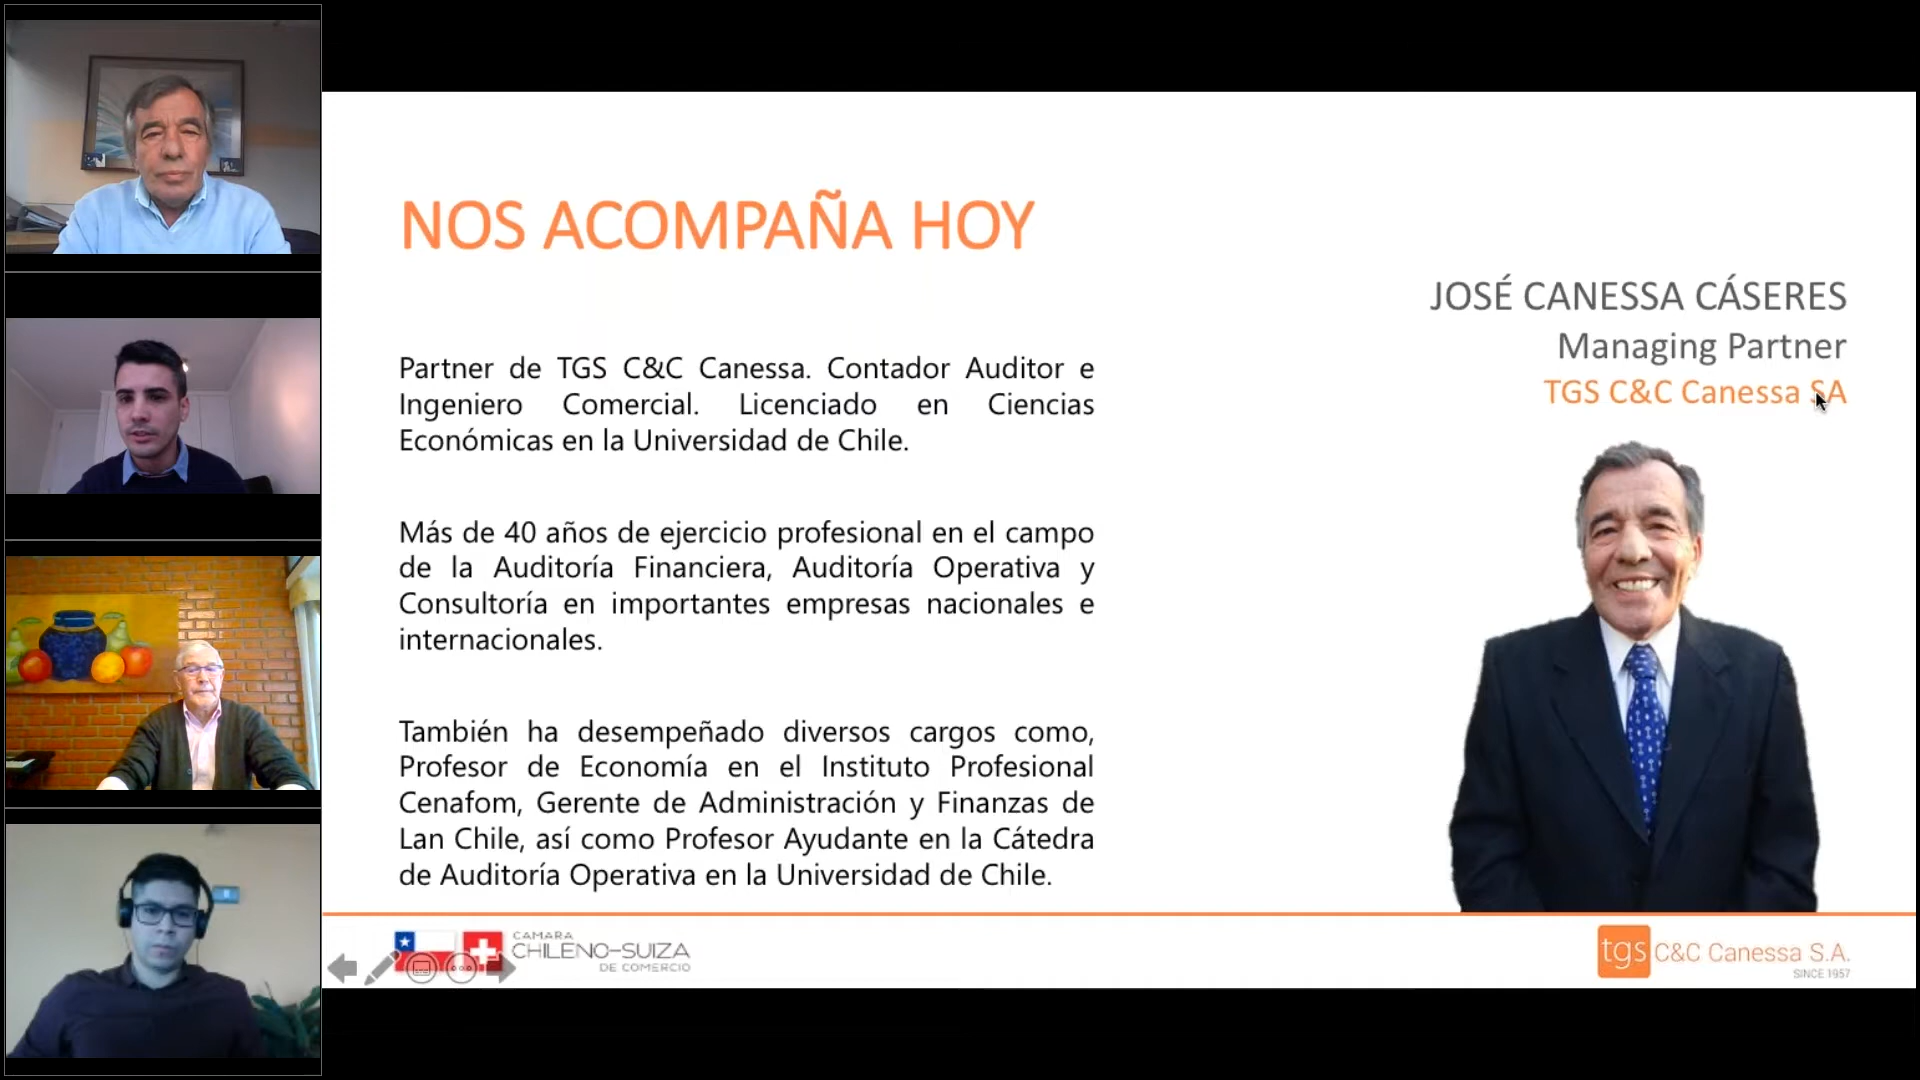 NOS ACOMPAÑA HOY
JOSÉ CANESSA CÁSERES
Managing Partner
TGS C&C Canessa SA
Partner de TGS C&C Canessa. Contador Auditor e
Ingeniero Comercial. Licenciado en Ciencias
Económicas en la Universidad de Chile.
Más de 40 años de ejercicio profesional en el campo
de la Auditoría Financiera, Auditoría Operativa y
Consultoría en importantes empresas nacionales e
internacionales.
También ha desempeñado diversos cargos como,
Profesor de Economía en el Instituto Profesional
Cenafom, Gerente de Administración y Finanzas de
Lan Chile, así como Profesor Ayudante en la Cátedra
de Auditoría Operativa en la Universidad de Chile.
CAMARA
CHILENO-SUIZA
DE COMERCIO
tgs C&C Canessa S.A.
SINCE 1957